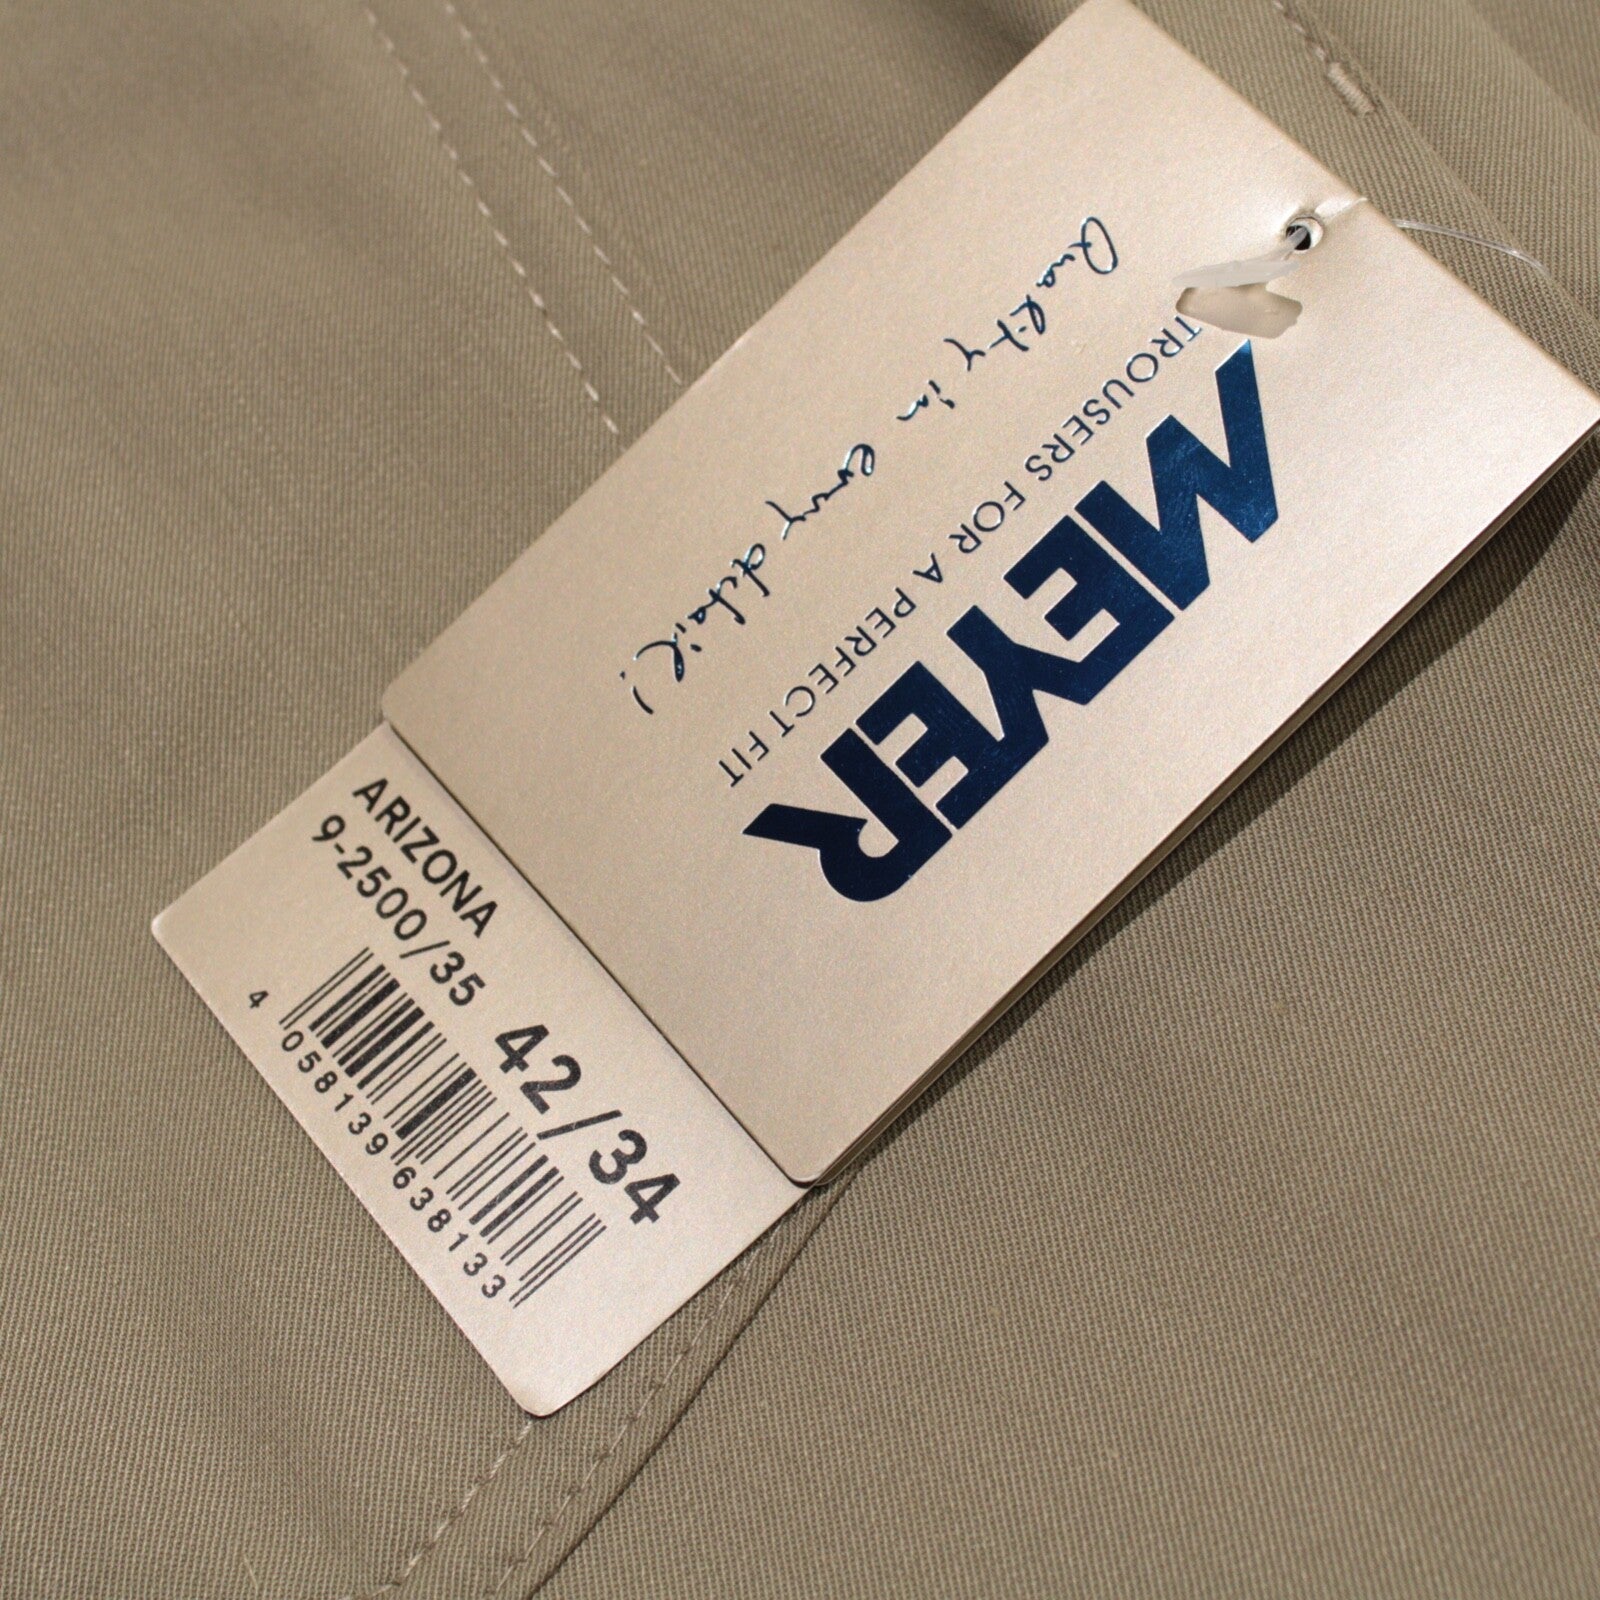 MEYER
TROUSERS FOR A PERFECT FIT
Quality in every detail!
ARIZONA
9-2500/35
42/34
4 058139 638133